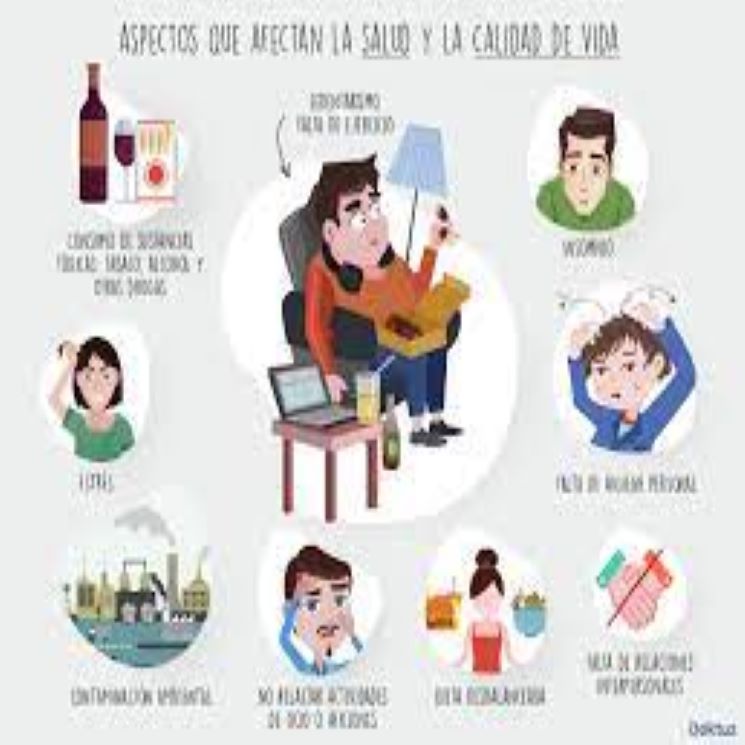 ASPECTOS QUE AFECTAN LA SALUD Y LA CALIDAD DE VIDA
SEDENTARISMO
FALTA DE EJERCICIO
CONSUMO DE SUSTANCIAS
TÓXICAS: TABACO, ALCOHOL Y
OTRAS DROGAS
INSOMNIO
ESTRÉS
FALTA DE HIGIENE PERSONAL
CONTAMINACIÓN AMBIENTAL
NO REALIZAR ACTIVIDADES
DE OCIO O AFICIONES
DIETA DESBALANCEADA
FALTA DE RELACIONES
INTERPERSONALES